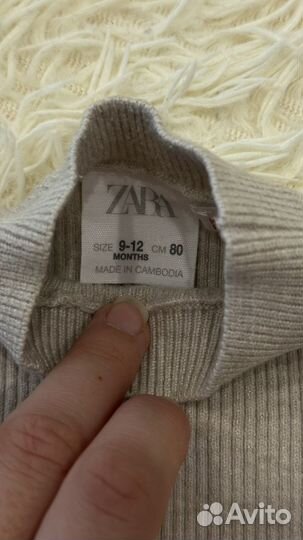 ZARA
SIZE 9-12 CM 80
MONTHS
MADE IN CAMBODIA
Avito